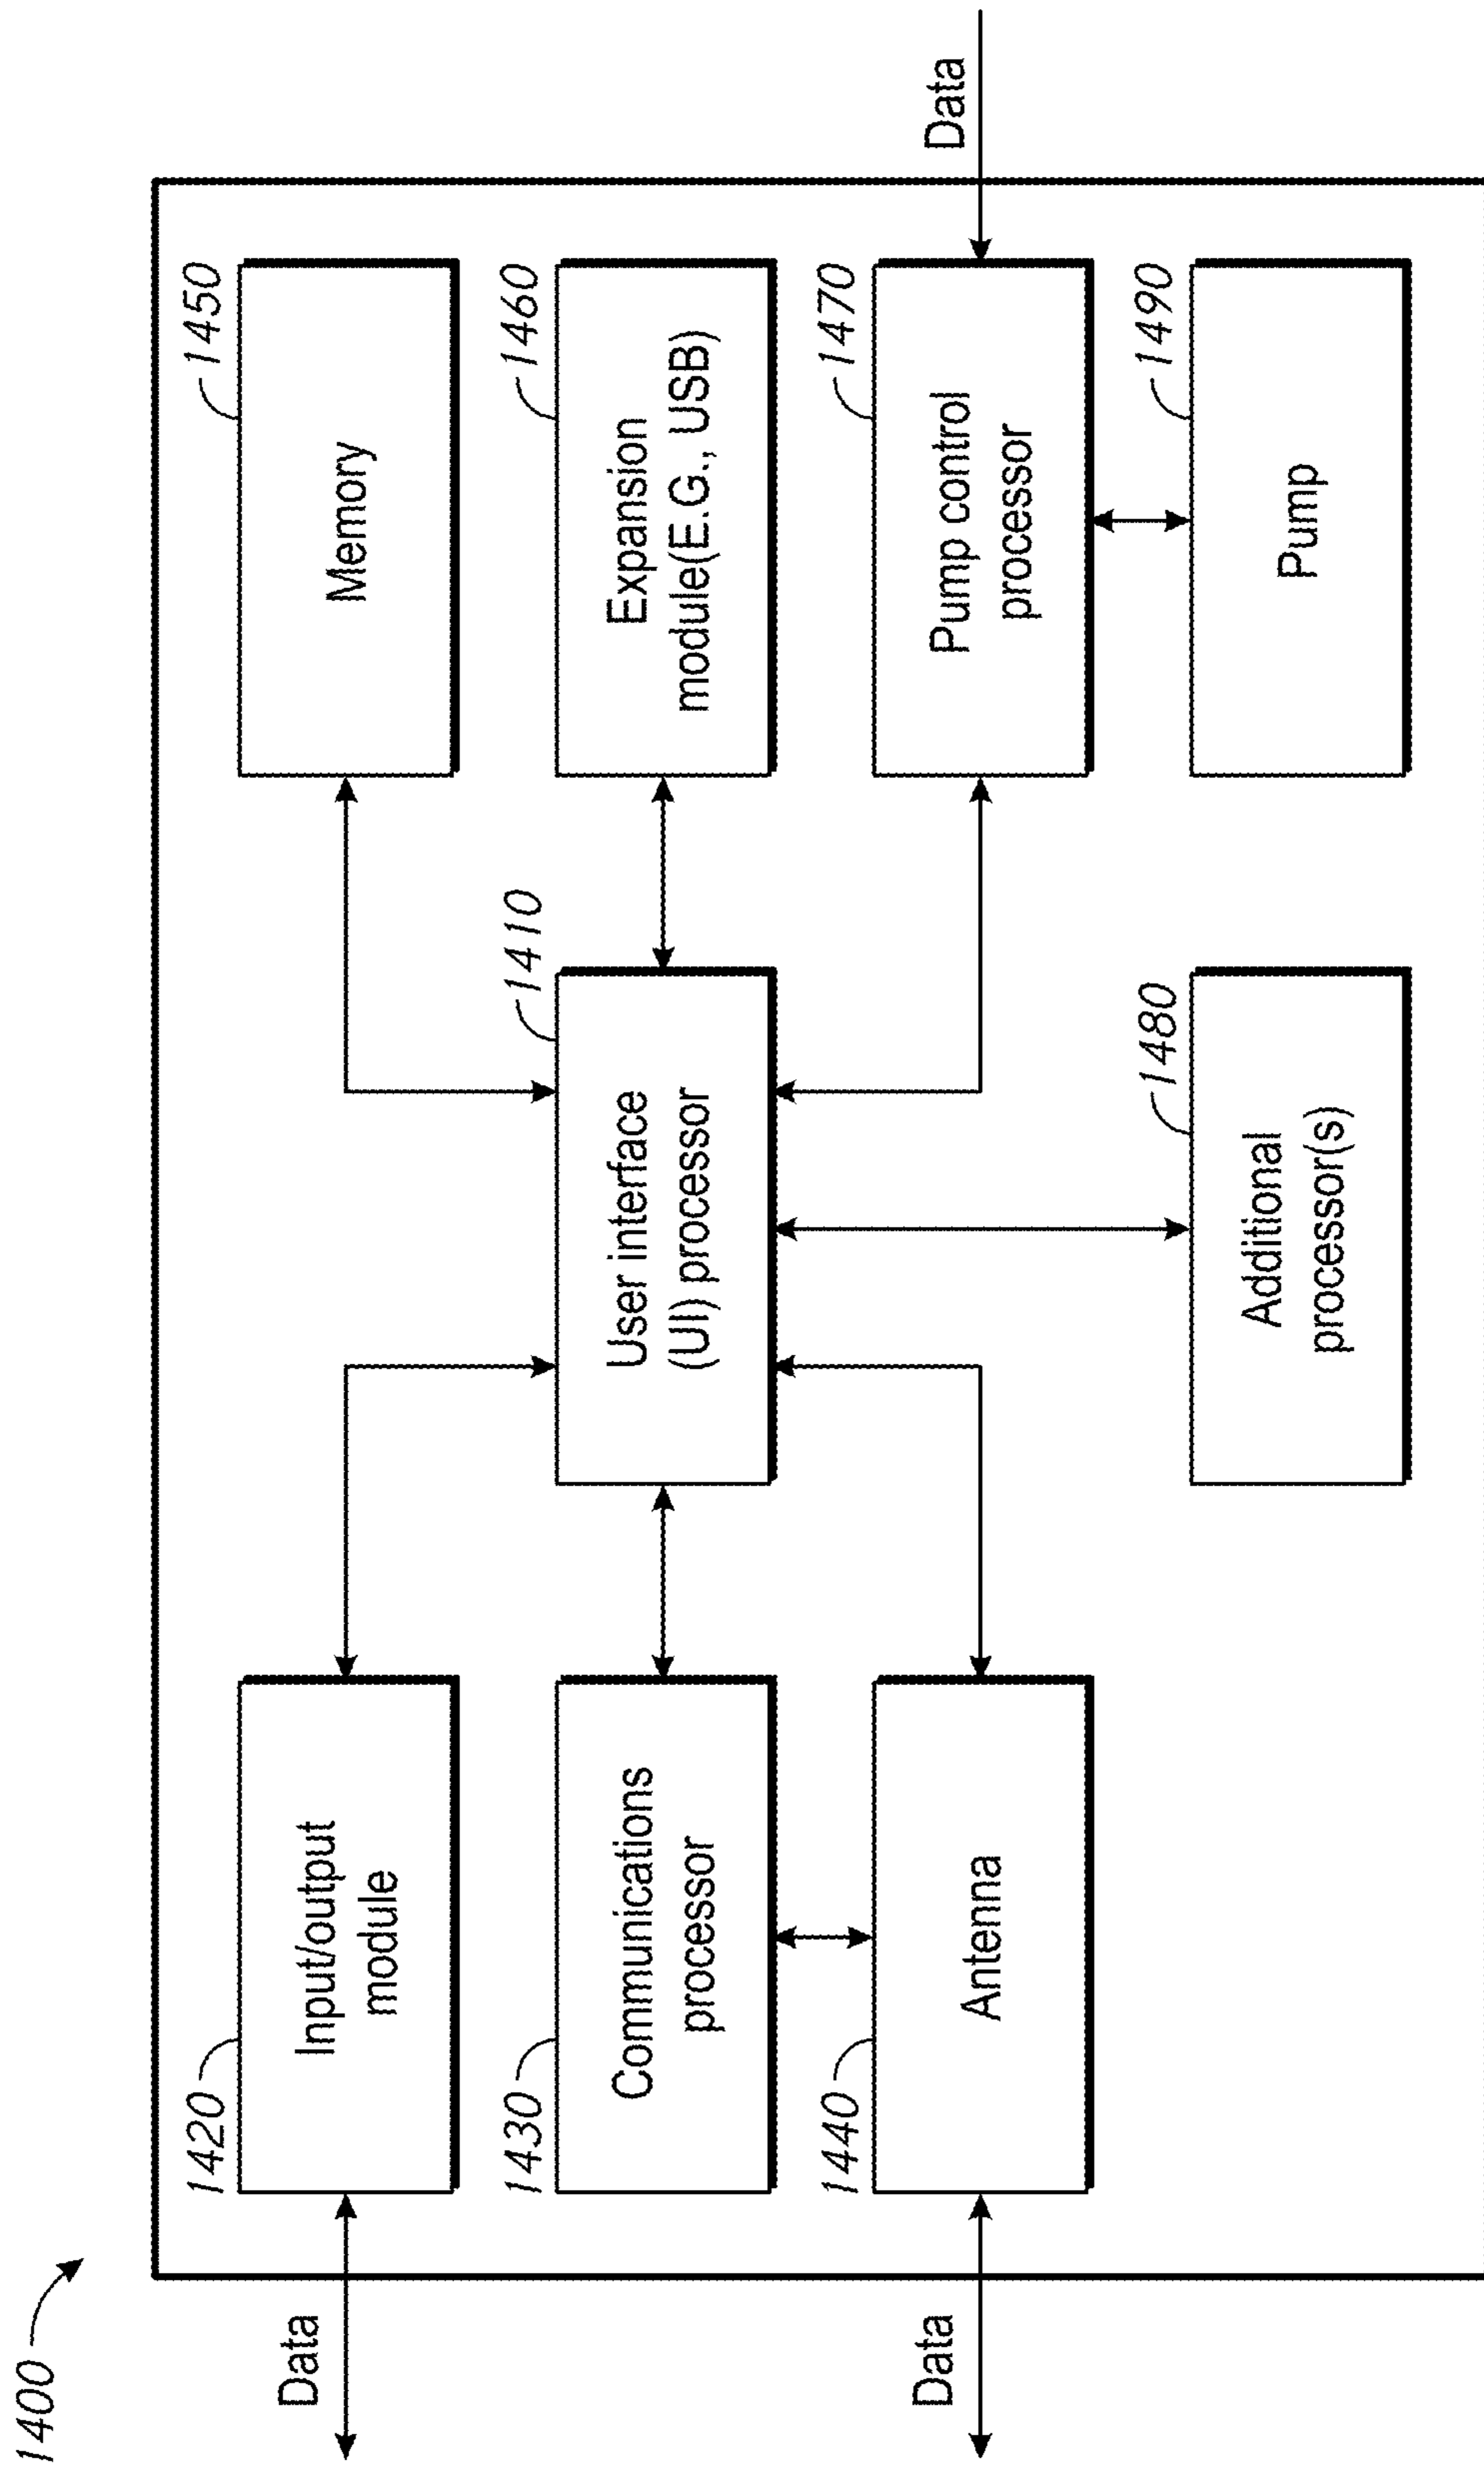 1400
1420
Input/output
module
Data
1430
Communications
processor
1440
Antenna
Data
1410
User interface
(UI) processor
1480
Additional
processor(s)
1450
Memory
1460
Expansion
module(E.G., USB)
1470
Pump control
processor
Data
1490
Pump